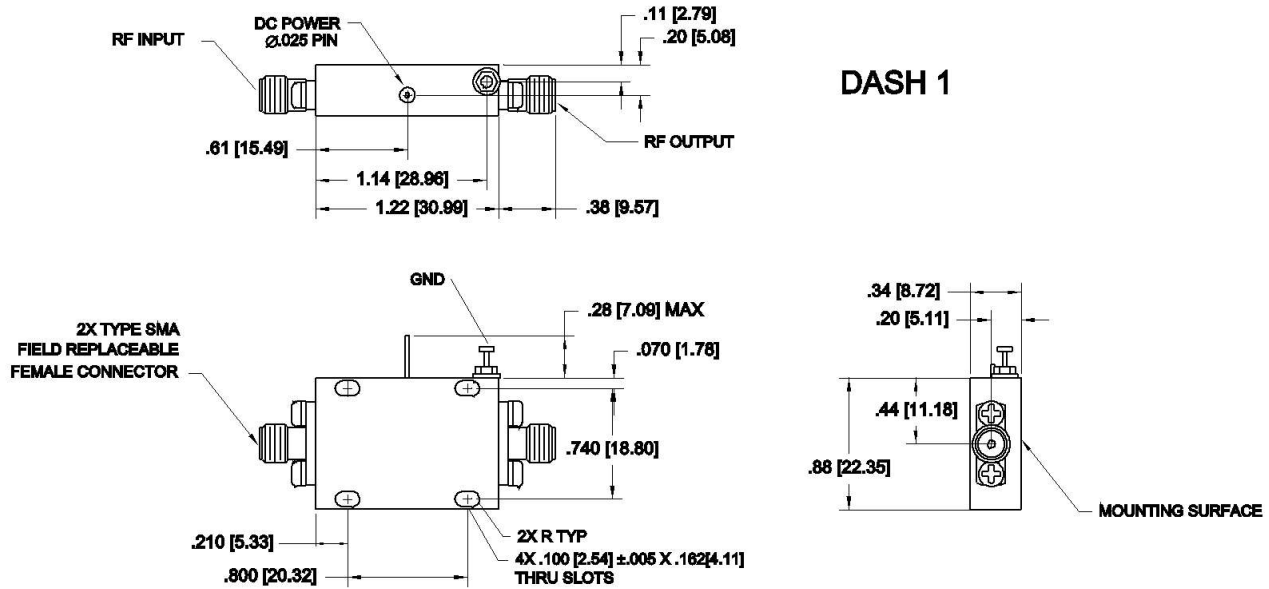 .11 [2.79]
DC POWER
Ø.025 PIN
.20 [5.08]
RF INPUT
DASH 1
.61 [15.49]
RF OUTPUT
1.14 [28.96]
1.22 [30.99]
.38 [9.57]
GND
.28 [7.09] MAX
2X TYPE SMA
FIELD REPLACEABLE
FEMALE CONNECTOR
.070 [1.78]
.740 [18.80]
2X R TYP
.210 [5.33]
4X .100 [2.54] ±.005 X .162[4.11]
THRU SLOTS
.800 [20.32]
.34 [8.72]
.20 [5.11]
.44 [11.18]
.88 [22.35]
MOUNTING SURFACE